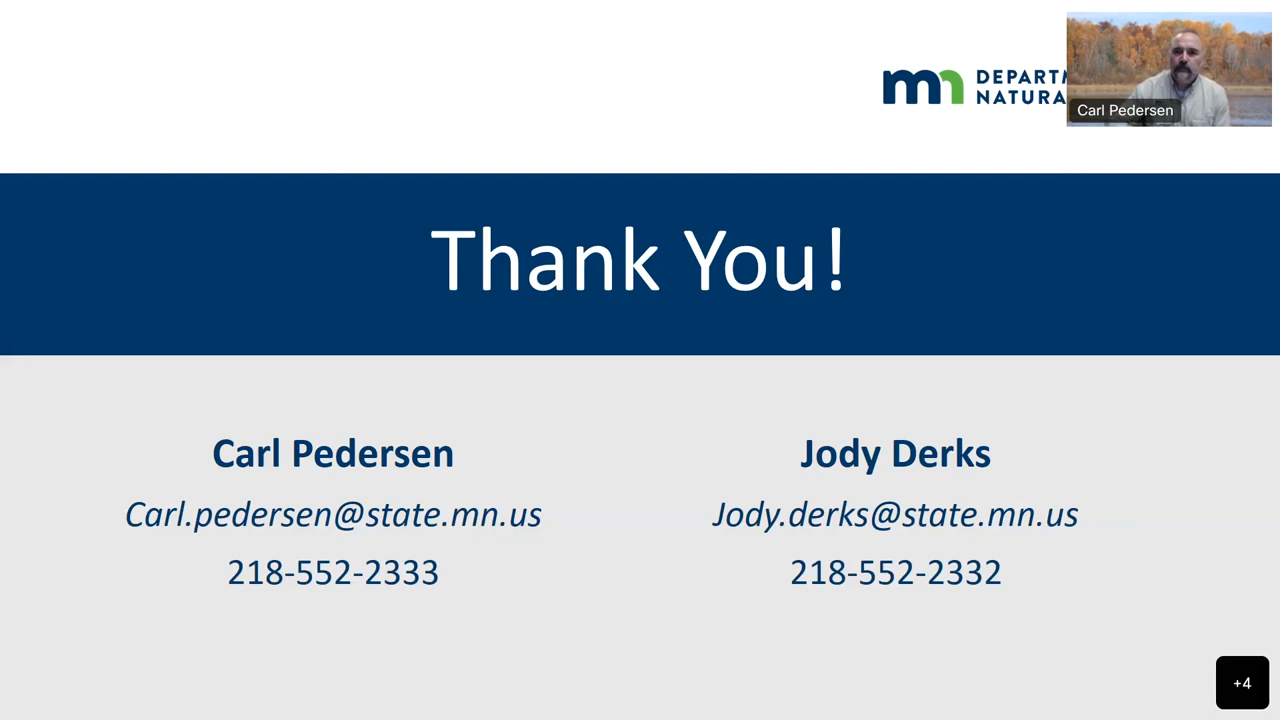 mn DEPARTM
NATURA
Carl Pedersen
Thank You!
Carl Pedersen
Jody Derks
Carl.pedersen@state.mn.us
Jody.derks@state.mn.us
218-552-2333
218-552-2332
+4